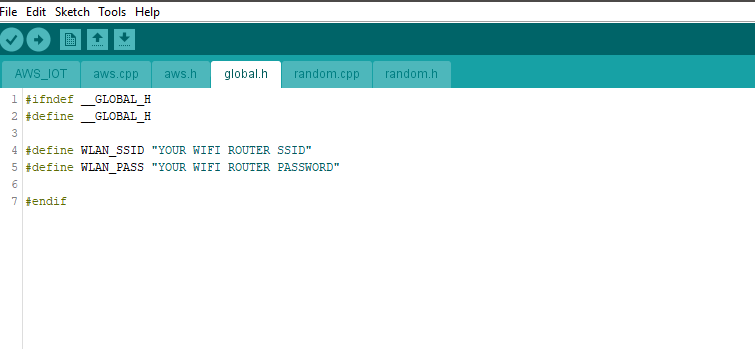 File Edit Sketch Tools Help
AWS_IOT aws.cpp aws.h global.h random.cpp random.h
1 #ifndef __GLOBAL_H
2 #define __GLOBAL_H
3
4 #define WLAN_SSID "YOUR WIFI ROUTER SSID"
5 #define WLAN_PASS "YOUR WIFI ROUTER PASSWORD"
6
7 #endif